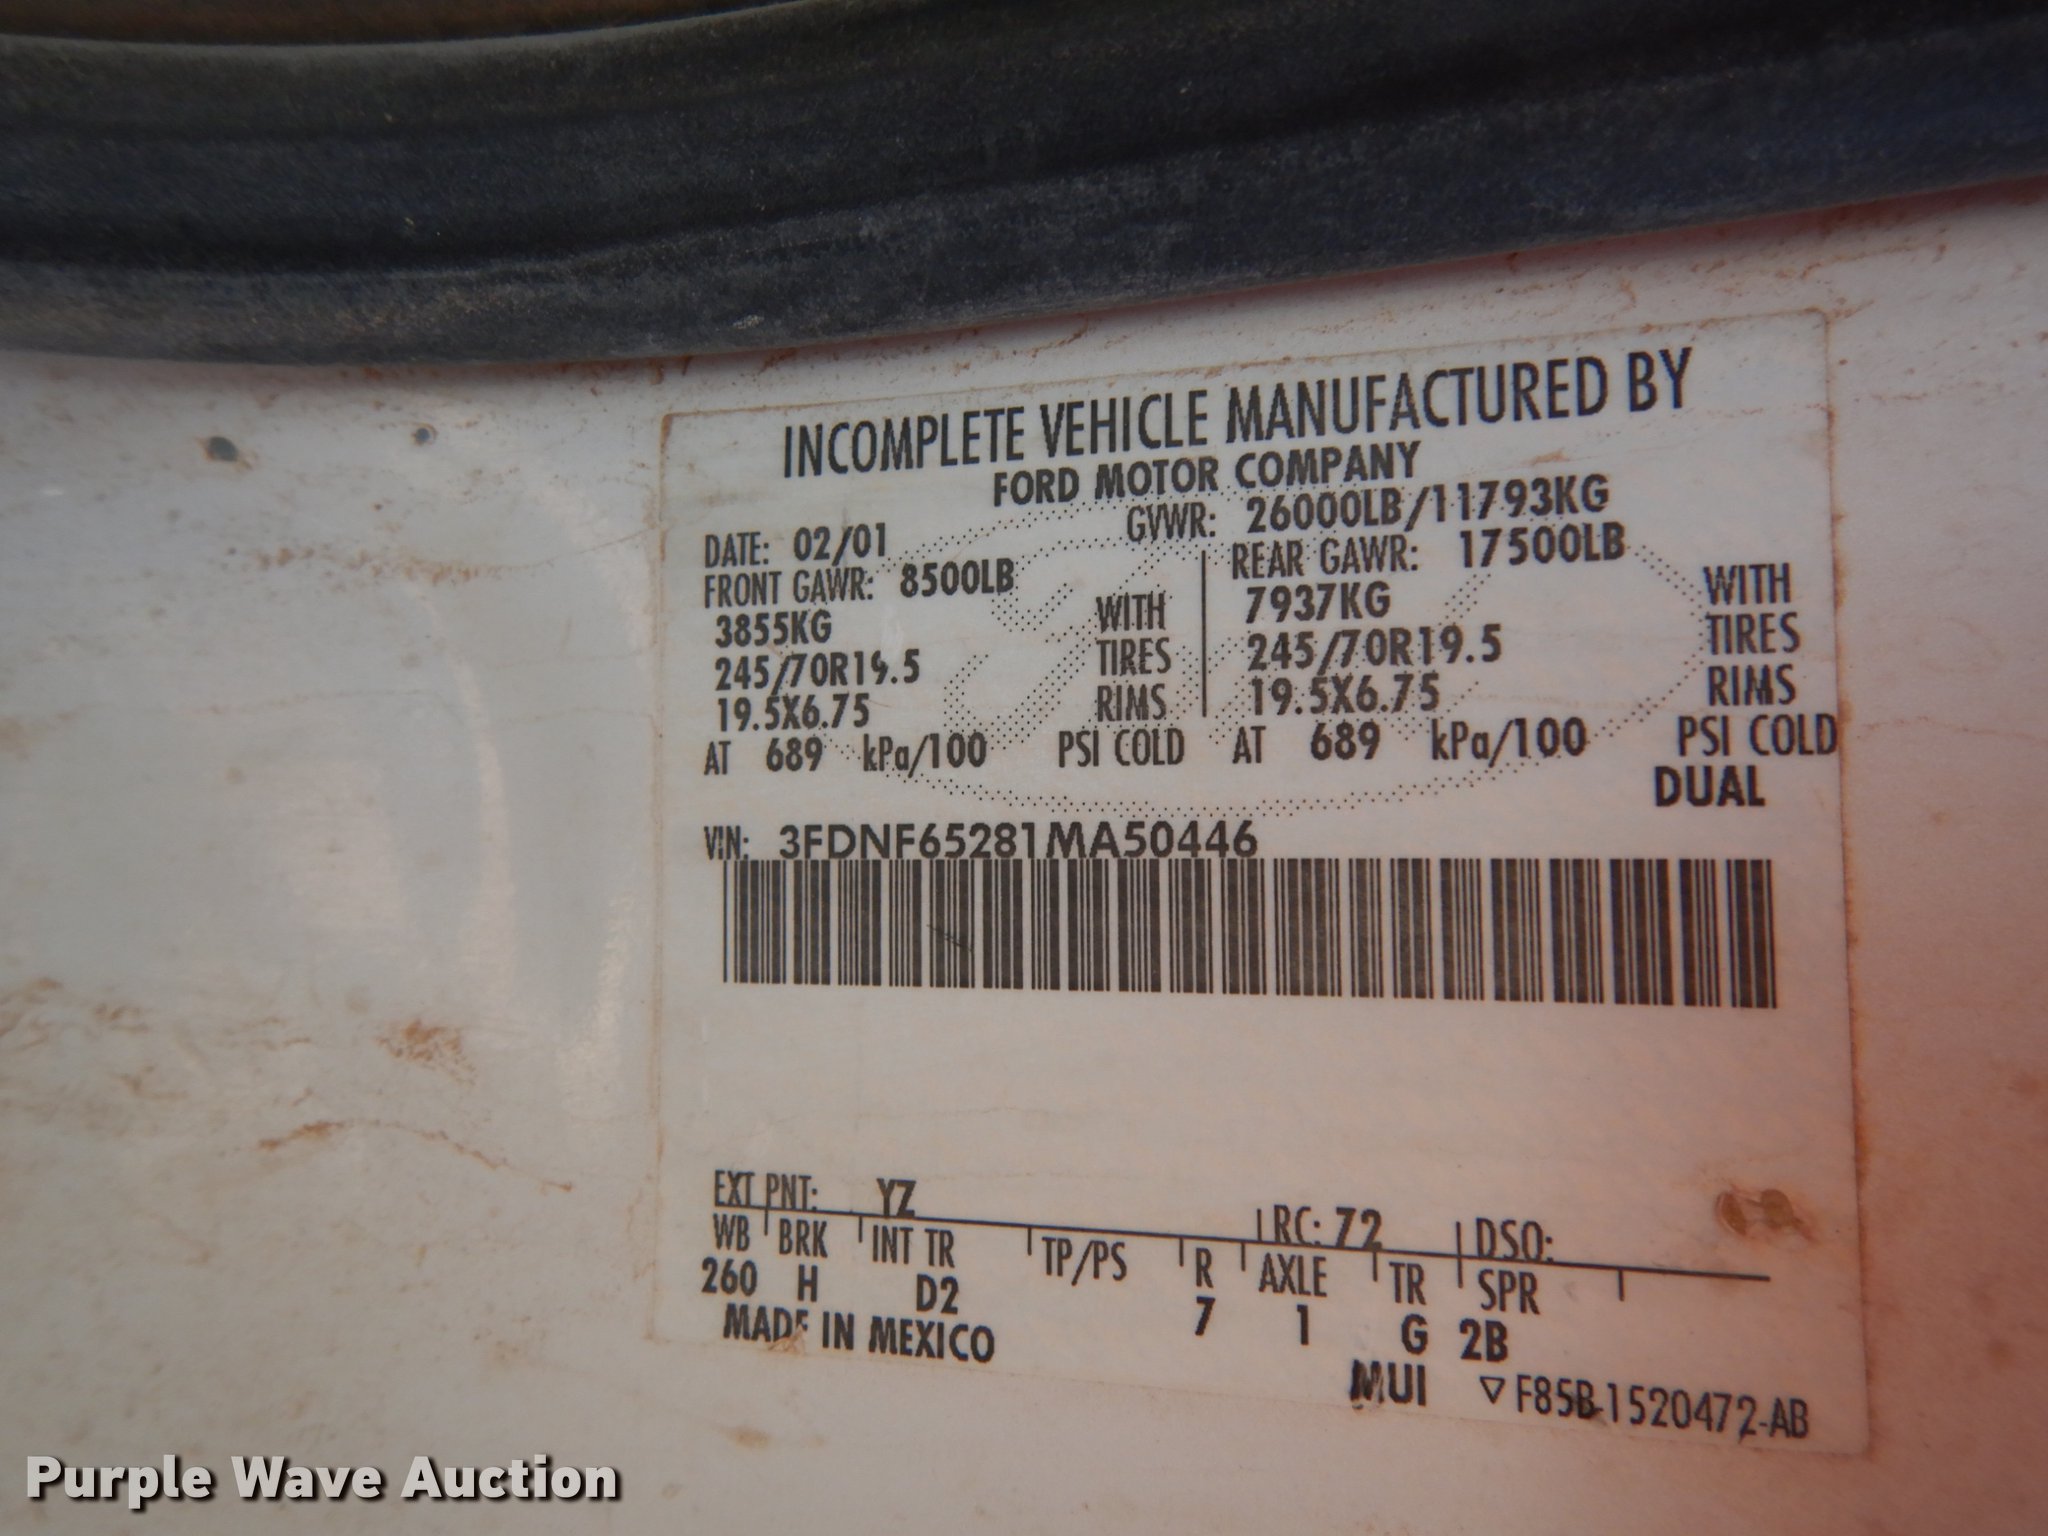 INCOMPLETE VEHICLE MANUFACTURED BY
FORD MOTOR COMPANY
DATE: 02/01 GVWR: 26000LB/11793KG
FRONT GAWR: 8500LB REAR GAWR: 17500LB
3855KG WITH 7937KG WITH
245/70R19.5 TIRES 245/70R19.5 TIRES
19.5X6.75 RIMS 19.5X6.75 RIMS
AT 689 kPa/100 PSI COLD AT 689 kPa/100 PSI COLD
DUAL
VIN: 3FDNF65281MA50446
EXT PNT: YZ RC: 72 DSO:
WB BRK INT TR TP/PS R AXLE TR SPR
260 H D2 7 1 G 2B
MADE IN MEXICO
MUI ▽ F85B-1520472-AB
Purple Wave Auction